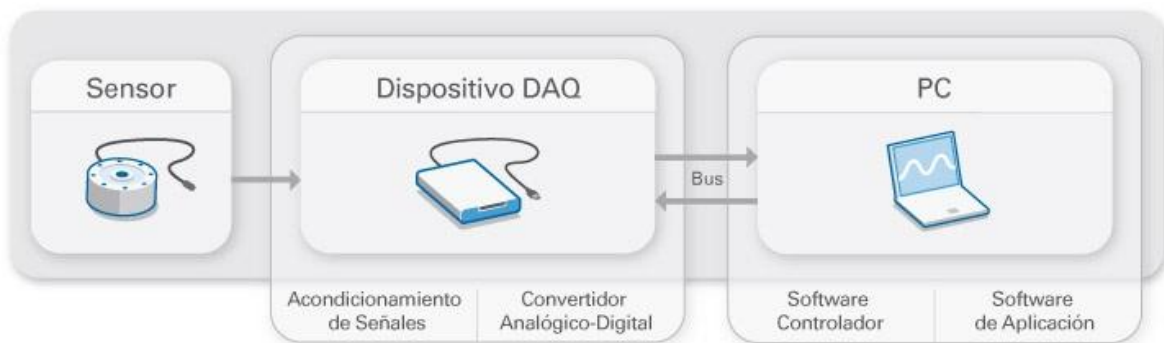 Sensor
Dispositivo DAQ
PC
Bus
Acondicionamiento
de Señales
Convertidor
Analógico-Digital
Software
Controlador
Software
de Aplicación